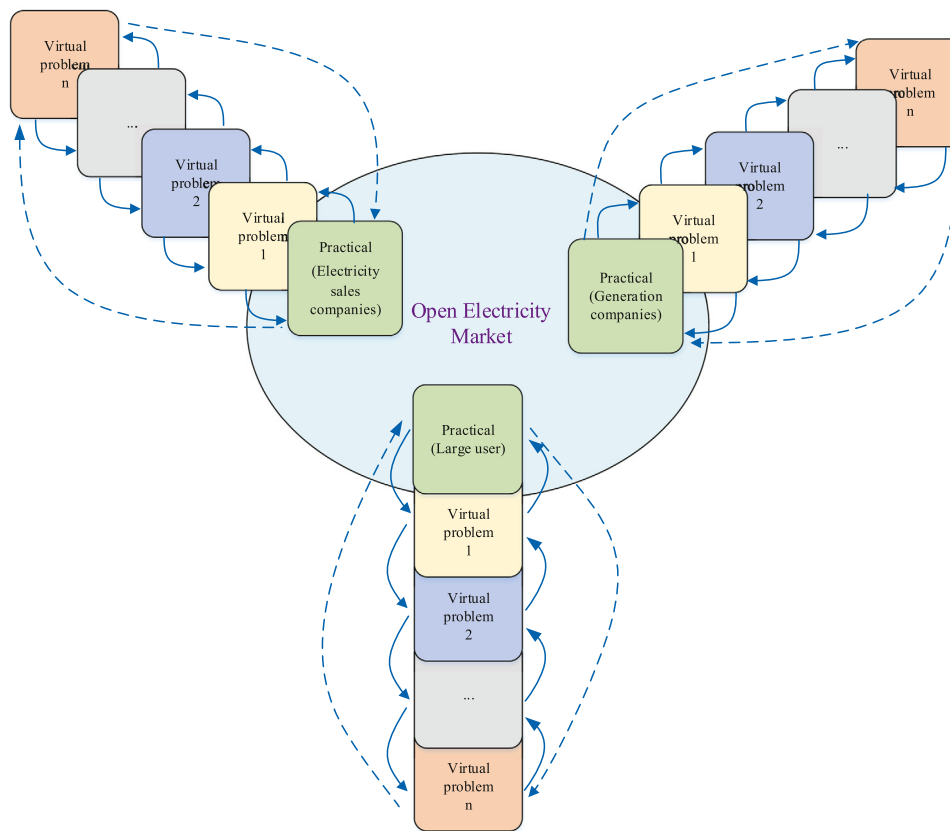 Virtual
problem
n
...
Virtual
problem
2
Virtual
problem
1
Practical
(Electricity
sales
companies)
Virtual
problem
n
...
Virtual
problem
2
Virtual
problem
1
Practical
(Generation
companies)
Open Electricity
Market
Practical
(Large user)
Virtual
problem
1
Virtual
problem
2
...
Virtual
problem
n